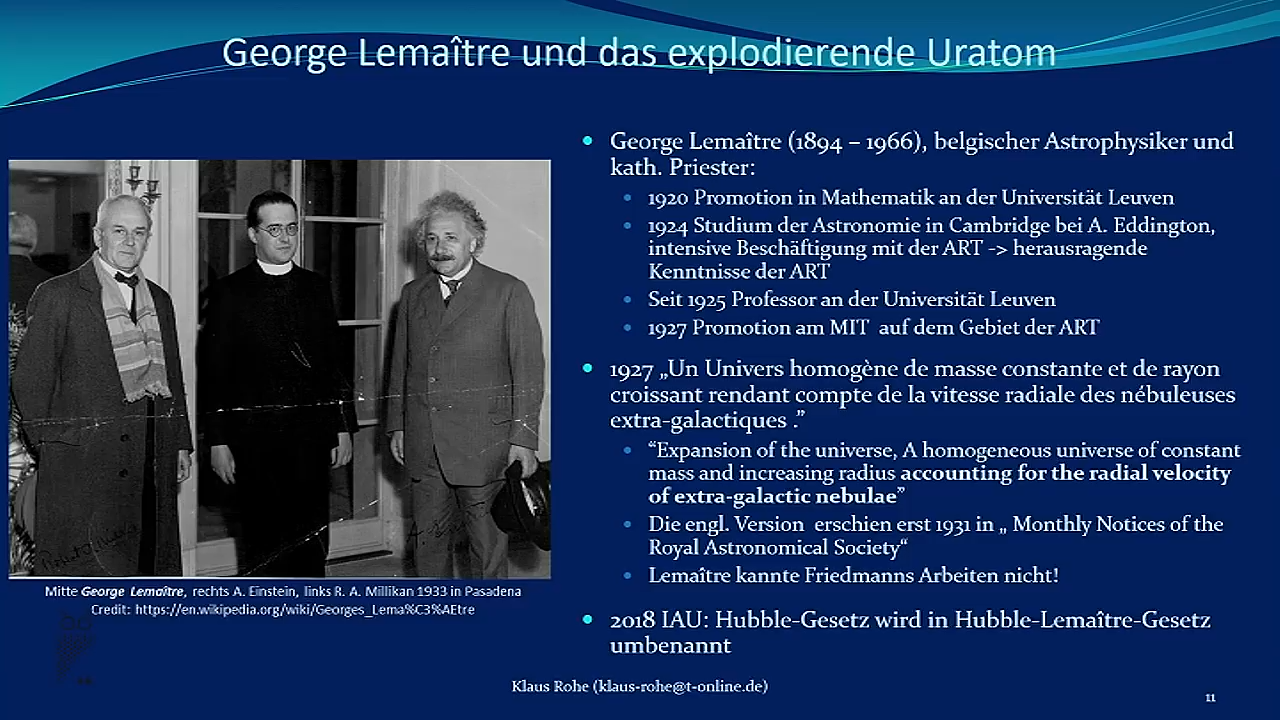 George Lemaître und das explodierende Uratom
George Lemaître (1894 – 1966), belgischer Astrophysiker und
kath. Priester:
1920 Promotion in Mathematik an der Universität Leuven
1924 Studium der Astronomie in Cambridge bei A. Eddington,
intensive Beschäftigung mit der ART -> herausragende
Kenntnisse der ART
Seit 1925 Professor an der Universität Leuven
1927 Promotion am MIT auf dem Gebiet der ART
1927 „Un Univers homogène de masse constante et de rayon
croissant rendant compte de la vitesse radiale des nébuleuses
extra-galactiques .”
“Expansion of the universe, A homogeneous universe of constant
mass and increasing radius accounting for the radial velocity
of extra-galactic nebulae”
Die engl. Version erschien erst 1931 in „ Monthly Notices of the
Royal Astronomical Society“
Lemaître kannte Friedmanns Arbeiten nicht!
2018 IAU: Hubble-Gesetz wird in Hubble-Lemaître-Gesetz
umbenannt
Mitte George Lemaître, rechts A. Einstein, links R. A. Millikan 1933 in Pasadena
Credit: https://en.wikipedia.org/wiki/Georges_Lema%C3%AEtre
Klaus Rohe (klaus-rohe@t-online.de)
11